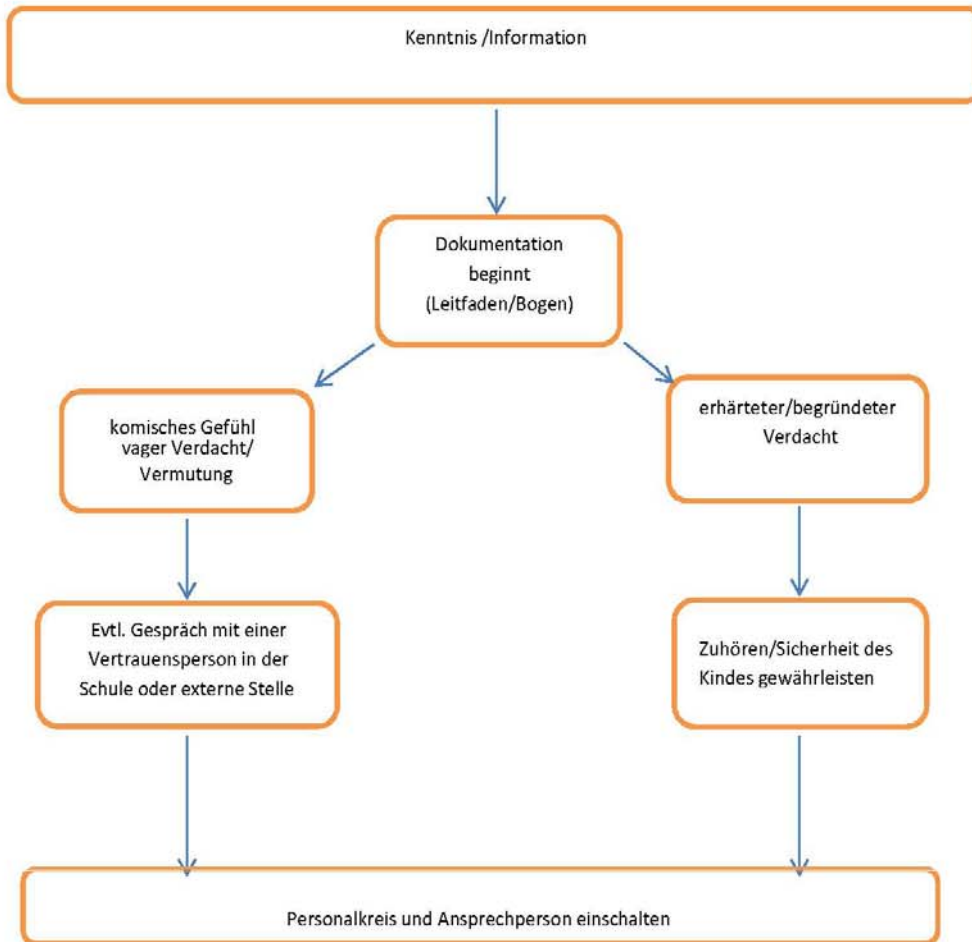 Kenntnis /Information
Dokumentation
beginnt
(Leitfaden/Bogen)
komisches Gefühl
vager Verdacht/
Vermutung
erhärteter/begründeter
Verdacht
Evtl. Gespräch mit einer
Vertrauensperson in der
Schule oder externe Stelle
Zuhören/Sicherheit des
Kindes gewährleisten
Personalkreis und Ansprechperson einschalten